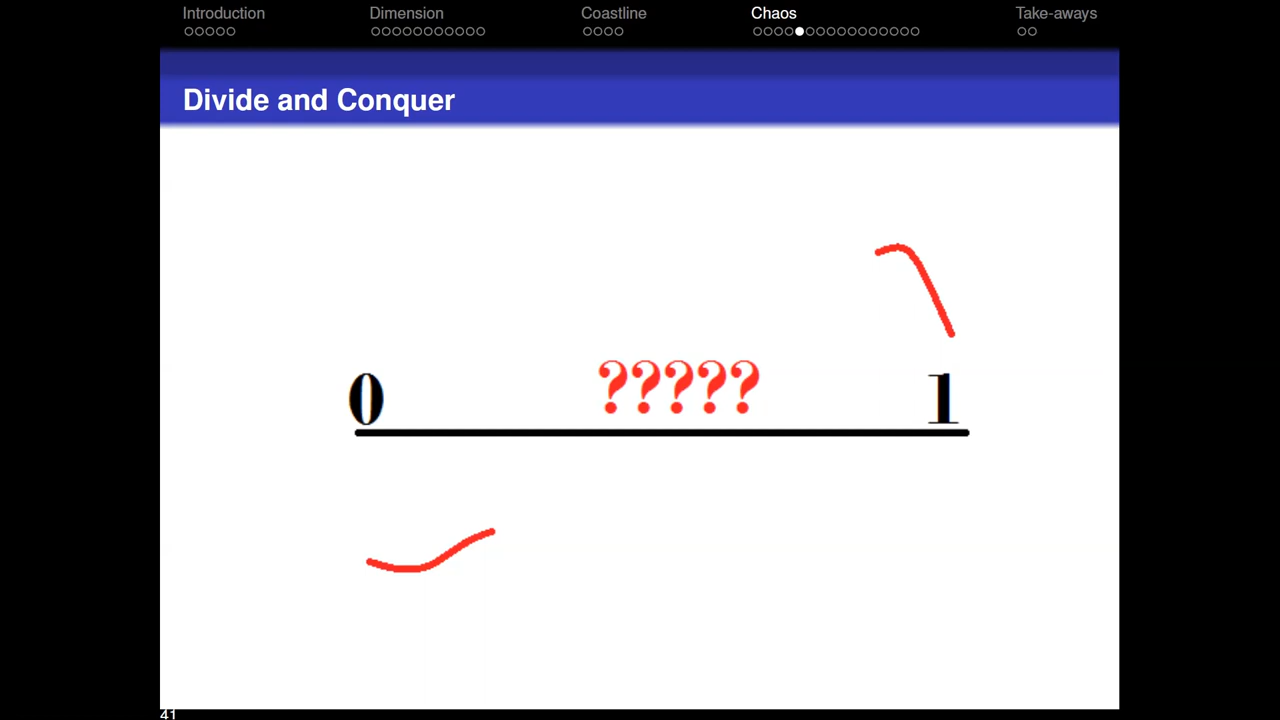 Introduction Dimension Coastline Chaos Take-aways
Divide and Conquer
?????
0 1
41